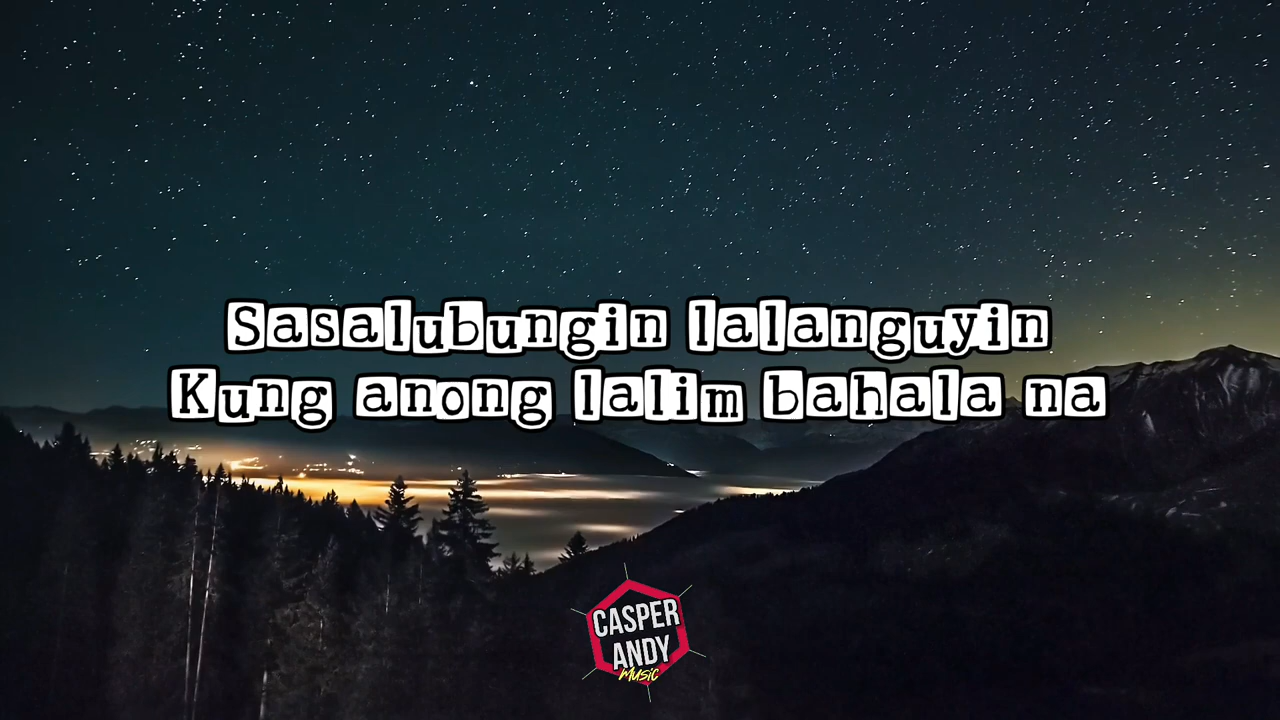 Sasalubungin lalanguyin
Kung anong lalim bahala na
CASPER
ANDY
MUSIC